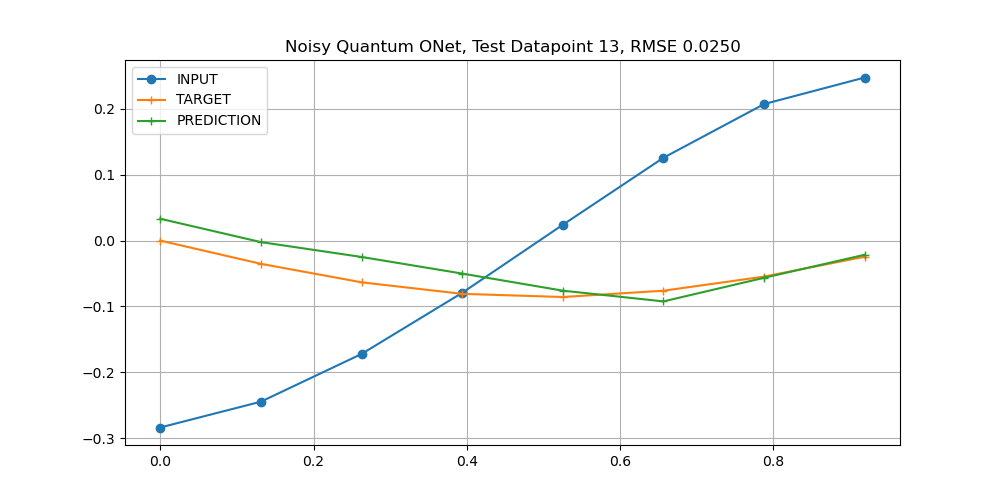 Noisy Quantum ONet, Test Datapoint 13, RMSE 0.0250
INPUT
TARGET
PREDICTION
0.2
0.1
0.0
−0.1
−0.2
−0.3
0.0 0.2 0.4 0.6 0.8